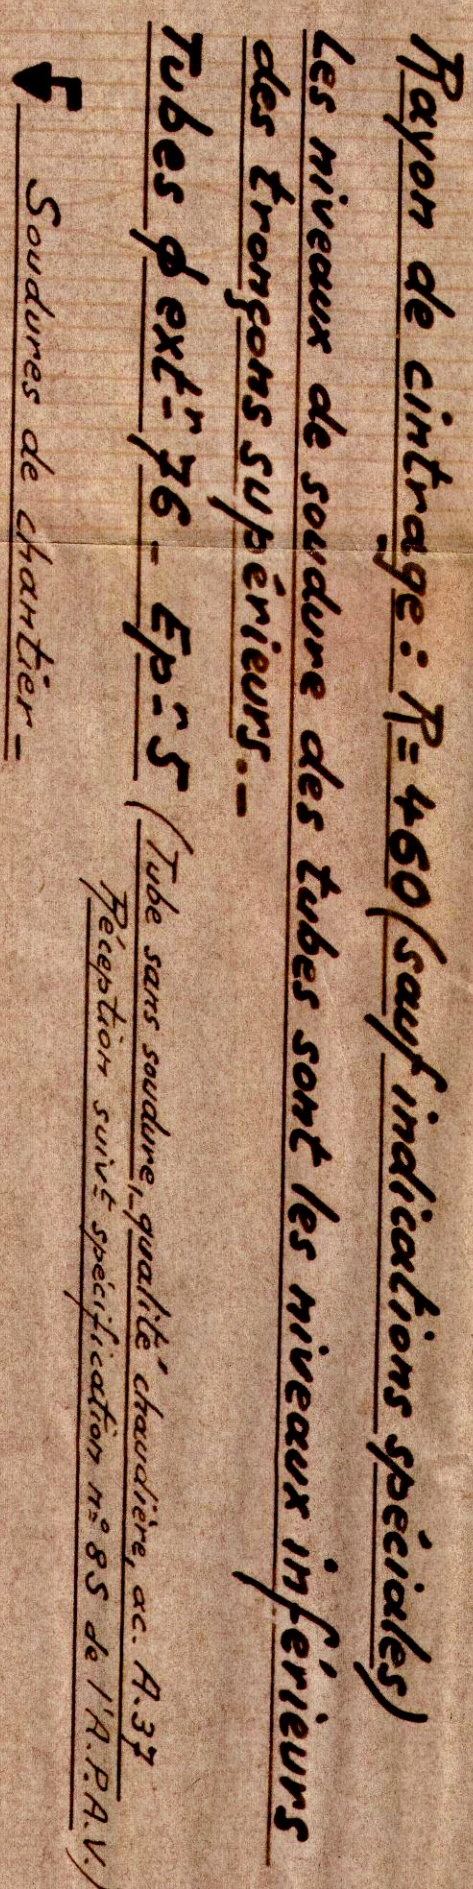 Rayon de cintrage : R= 460 (sauf indications spéciales)
Les niveaux de soudure des tubes sont les niveaux inférieurs
des tronçons supérieurs.-
Tubes ϕ extʳ 76 - Epʳ 5 (Tube sans soudure, qualité chaudière, ac. A.37
Réception suivᵗ spécification nº 85 de l'A.P.A.V.)
Soudures de chantier-